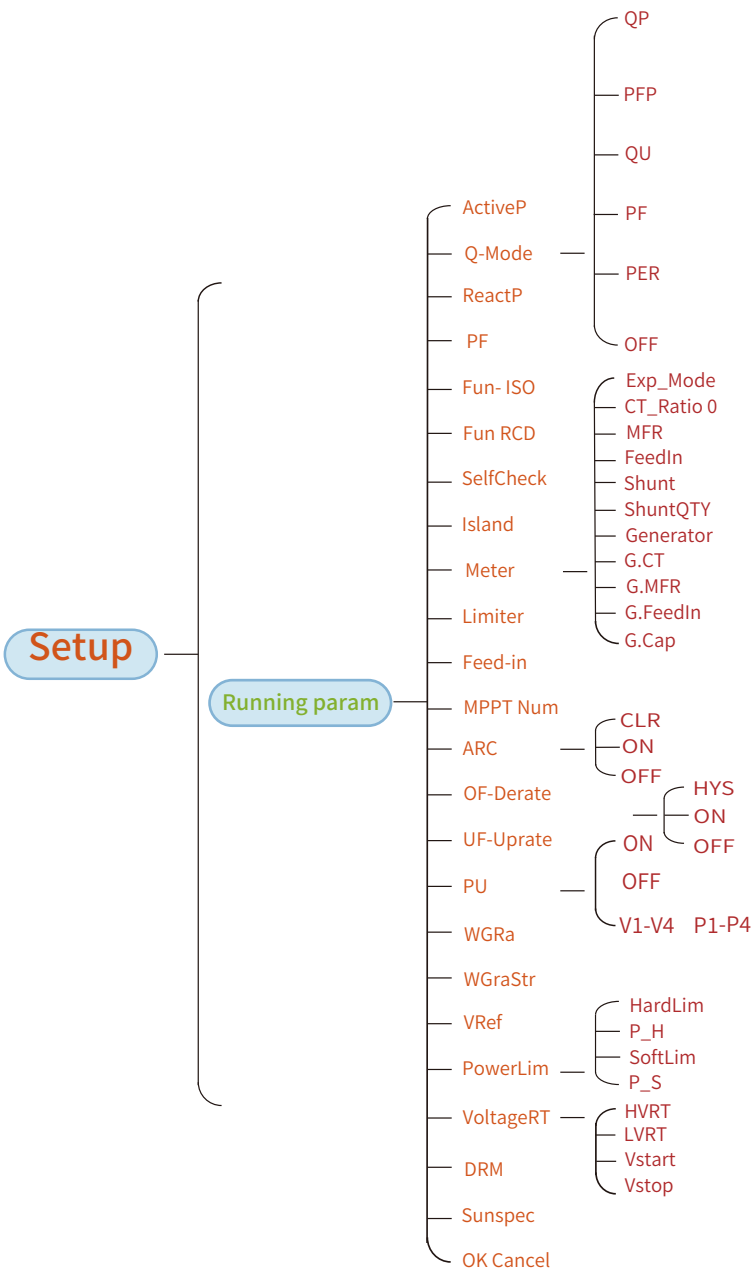 Setup
Running param
ActiveP
Q-Mode
QP
PFP
QU
PF
PER
OFF
ReactP
PF
Fun- ISO
Fun RCD
SelfCheck
Island
Meter
Exp_Mode
CT_Ratio 0
MFR
FeedIn
Shunt
ShuntQTY
Generator
G.CT
G.MFR
G.FeedIn
G.Cap
Limiter
Feed-in
MPPT Num
ARC
CLR
ON
OFF
OF-Derate
UF-Uprate
HYS
ON
OFF
PU
ON
OFF
V1-V4 P1-P4
WGRa
WGraStr
VRef
PowerLim
HardLim
P_H
SoftLim
P_S
VoltageRT
HVRT
LVRT
Vstart
Vstop
DRM
Sunspec
OK Cancel